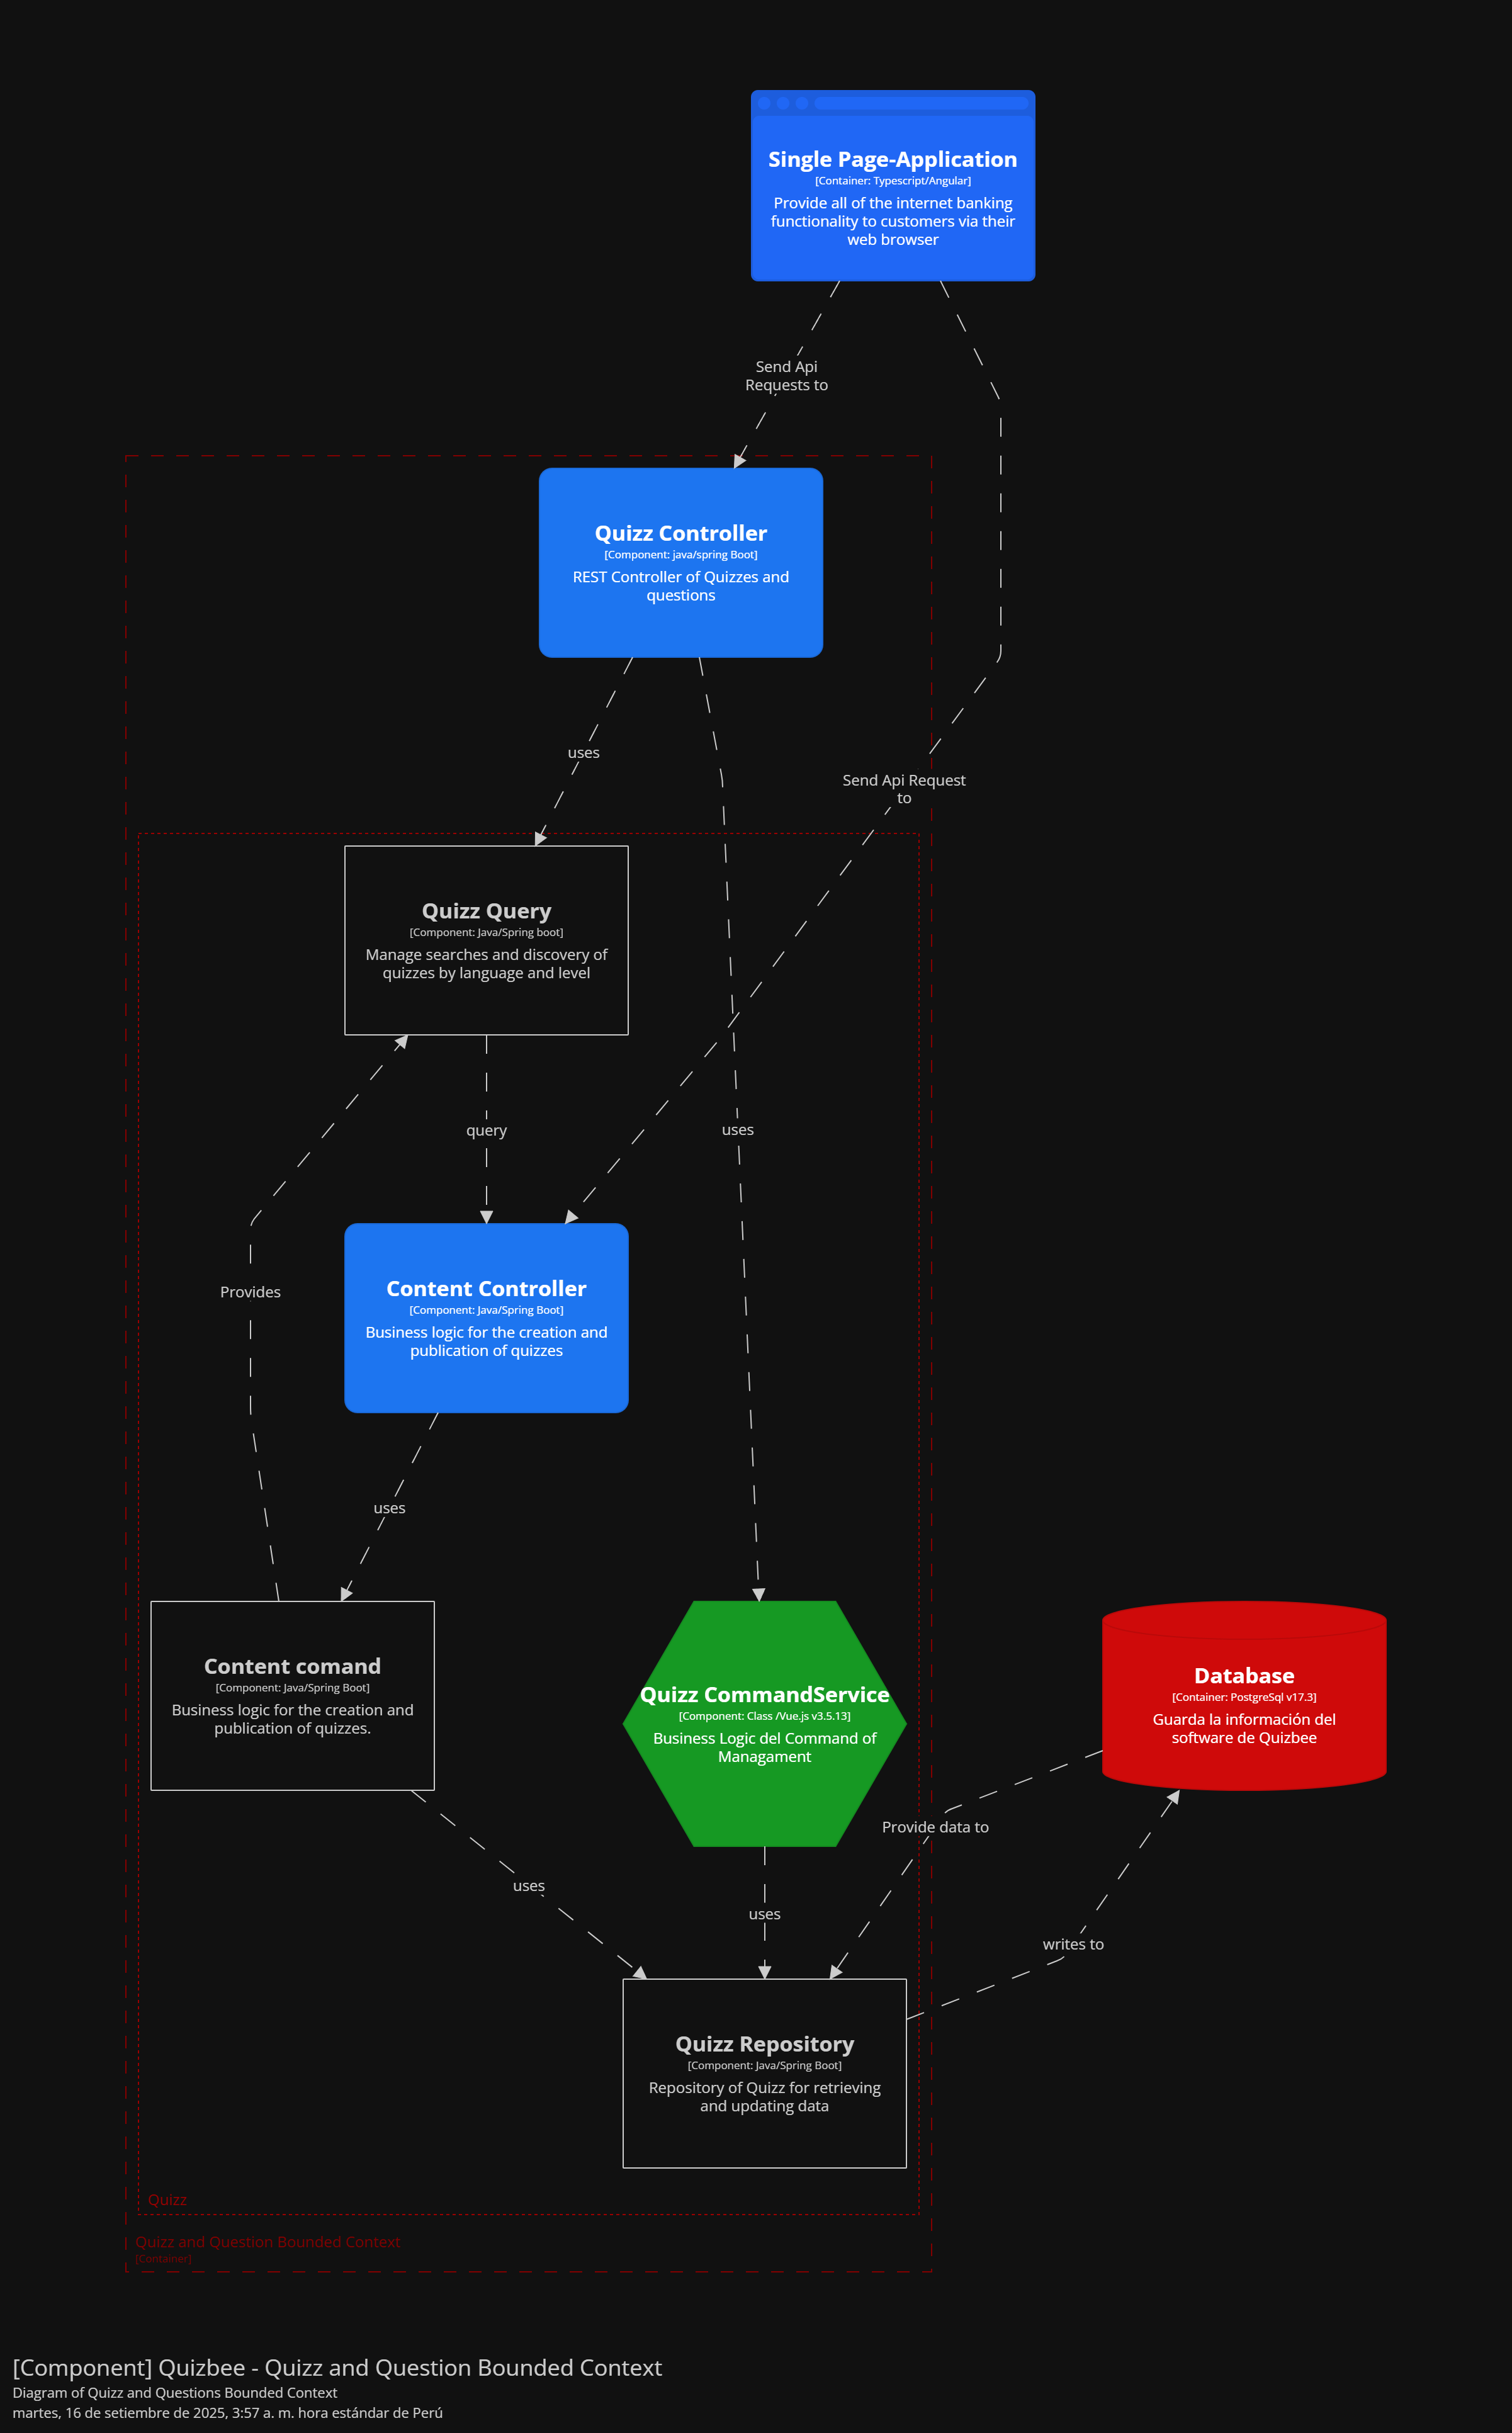 Single Page-Application
[Container: Typescript/Angular]
Provide all of the internet banking
functionality to customers via their
web browser
Send Api
Requests to
Quizz Controller
[Component: java/spring Boot]
REST Controller of Quizzes and
questions
uses
Send Api Request
to
Quizz Query
[Component: Java/Spring boot]
Manage searches and discovery of
quizzes by language and level
query
uses
Provides
Content Controller
[Component: Java/Spring Boot]
Business logic for the creation and
publication of quizzes
uses
Content comand
[Component: Java/Spring Boot]
Business logic for the creation and
publication of quizzes.
Quizz CommandService
[Component: Class /Vue.js v3.5.13]
Business Logic del Command of
Managament
Database
[Container: PostgreSql v17.3]
Guarda la información del
software de Quizbee
Provide data to
uses
uses
writes to
Quizz Repository
[Component: Java/Spring Boot]
Repository of Quizz for retrieving
and updating data
Quizz
Quizz and Question Bounded Context
[Container]
[Component] Quizbee - Quizz and Question Bounded Context
Diagram of Quizz and Questions Bounded Context
martes, 16 de setiembre de 2025, 3:57 a. m. hora estándar de Perú